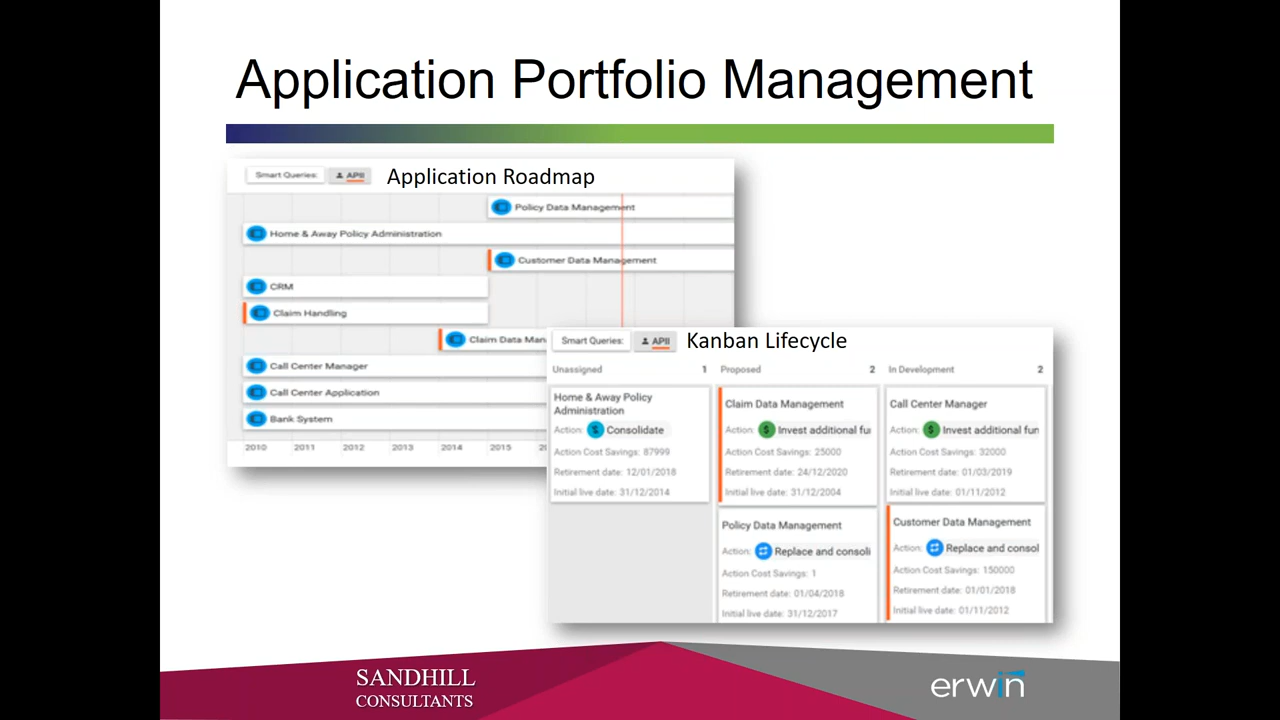 Application Portfolio Management
Smart Queries: APII Application Roadmap
Policy Data Management
Home & Away Policy Administration
Customer Data Management
CRM
Claim Handling
Claim Data Man
Call Center Manager
Call Center Application
Bank System
2010 2011 2012 2013 2014 2015
Smart Queries: APII Kanban Lifecycle
Unassigned 1 Proposed 2 In Development 2
Home & Away Policy
Administration
Action: Consolidate
Action Cost Savings: 87999
Retirement date: 12/01/2018
Initial live date: 31/12/2014
Claim Data Management
Action: $ Invest additional fu
Action Cost Savings: 25000
Retirement date: 24/12/2020
Initial live date: 31/12/2004
Policy Data Management
Action: Replace and consoli
Action Cost Savings: 1
Retirement date: 01/04/2018
Initial live date: 31/12/2017
Call Center Manager
Action: $ Invest additional fun
Action Cost Savings: 32000
Retirement date: 01/03/2019
Initial live date: 01/11/2012
Customer Data Management
Action: Replace and consol
Action Cost Savings: 150000
Retirement date: 01/01/2018
Initial live date: 01/11/2012
SANDHILL
CONSULTANTS
erwin